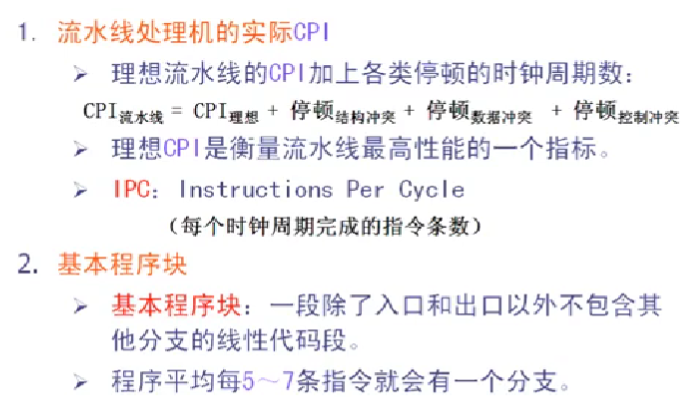 1. 流水线处理机的实际CPI
➢ 理想流水线的CPI加上各类停顿的时钟周期数：
CPI流水线 = CPI理想 + 停顿结构冲突 + 停顿数据冲突 + 停顿控制冲突
➢ 理想CPI是衡量流水线最高性能的一个指标。
➢ IPC：Instructions Per Cycle
（每个时钟周期完成的指令条数）
2. 基本程序块
➢ 基本程序块：一段除了入口和出口以外不包含其
他分支的线性代码段。
➢ 程序平均每5～7条指令就会有一个分支。